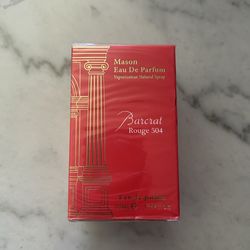 Mason
Eau De Parfum
Vaporisateur Natural Spray
Barcrat
Rouge 504